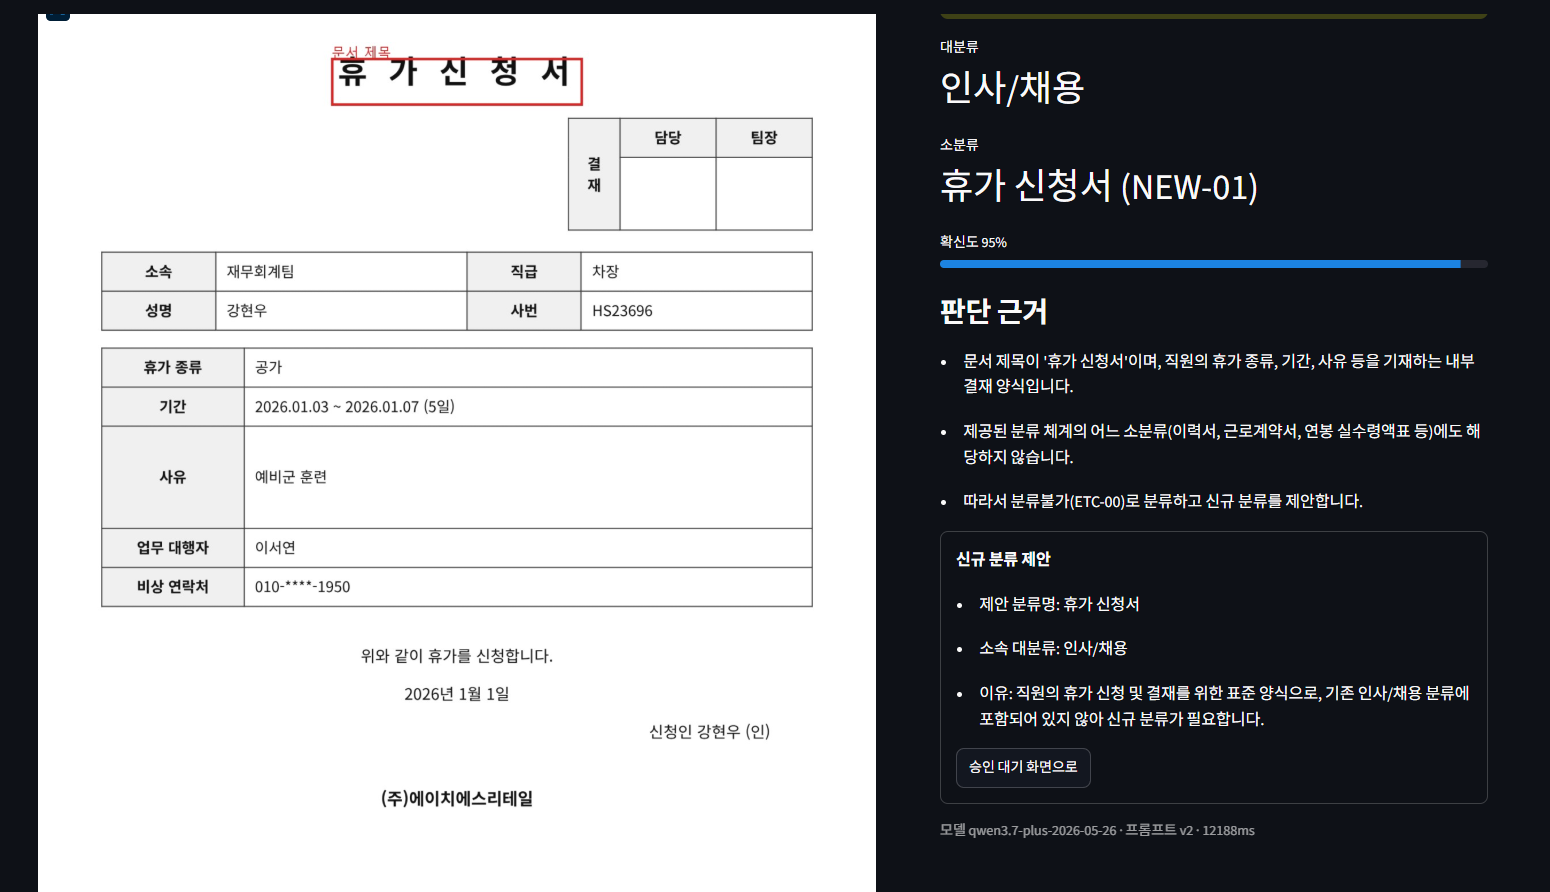 문서 제목
휴 가 신 청 서
결재 담당 팀장
소속 재무회계팀 직급 차장
성명 강현우 사번 HS23696
휴가 종류 공가
기간 2026.01.03 ~ 2026.01.07 (5일)
사유 예비군 훈련
업무 대행자 이서연
비상 연락처 010-****-1950
위와 같이 휴가를 신청합니다.
2026년 1월 1일
신청인 강현우 (인)
(주)에이치에스리테일
대분류
인사/채용
소분류
휴가 신청서 (NEW-01)
확신도 95%
판단 근거
• 문서 제목이 '휴가 신청서'이며, 직원의 휴가 종류, 기간, 사유 등을 기재하는 내부
결재 양식입니다.
• 제공된 분류 체계의 어느 소분류(이력서, 근로계약서, 연봉 실수령액표 등)에도 해
당하지 않습니다.
• 따라서 분류불가(ETC-00)로 분류하고 신규 분류를 제안합니다.
신규 분류 제안
• 제안 분류명: 휴가 신청서
• 소속 대분류: 인사/채용
• 이유: 직원의 휴가 신청 및 결재를 위한 표준 양식으로, 기존 인사/채용 분류에
포함되어 있지 않아 신규 분류가 필요합니다.
승인 대기 화면으로
모델 qwen3.7-plus-2026-05-26 · 프롬프트 v2 · 12188ms